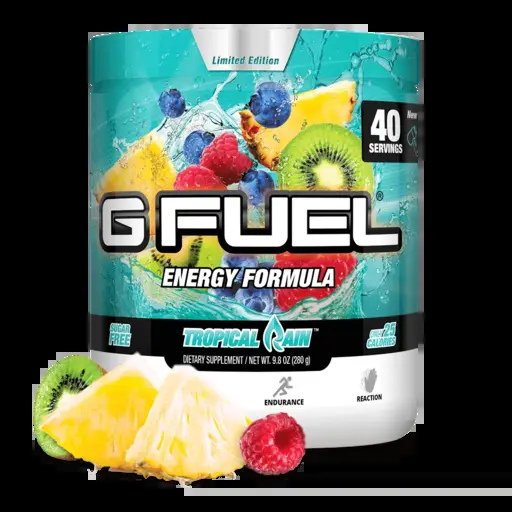 Limited Edition
40
SERVINGS
New
G FUEL®
ENERGY FORMULA
SUGAR
FREE
TROPICAL RAIN™
ONLY 25
CALORIES
DIETARY SUPPLEMENT / NET WT. 9.8 OZ (280 g)
ENDURANCE
REACTION